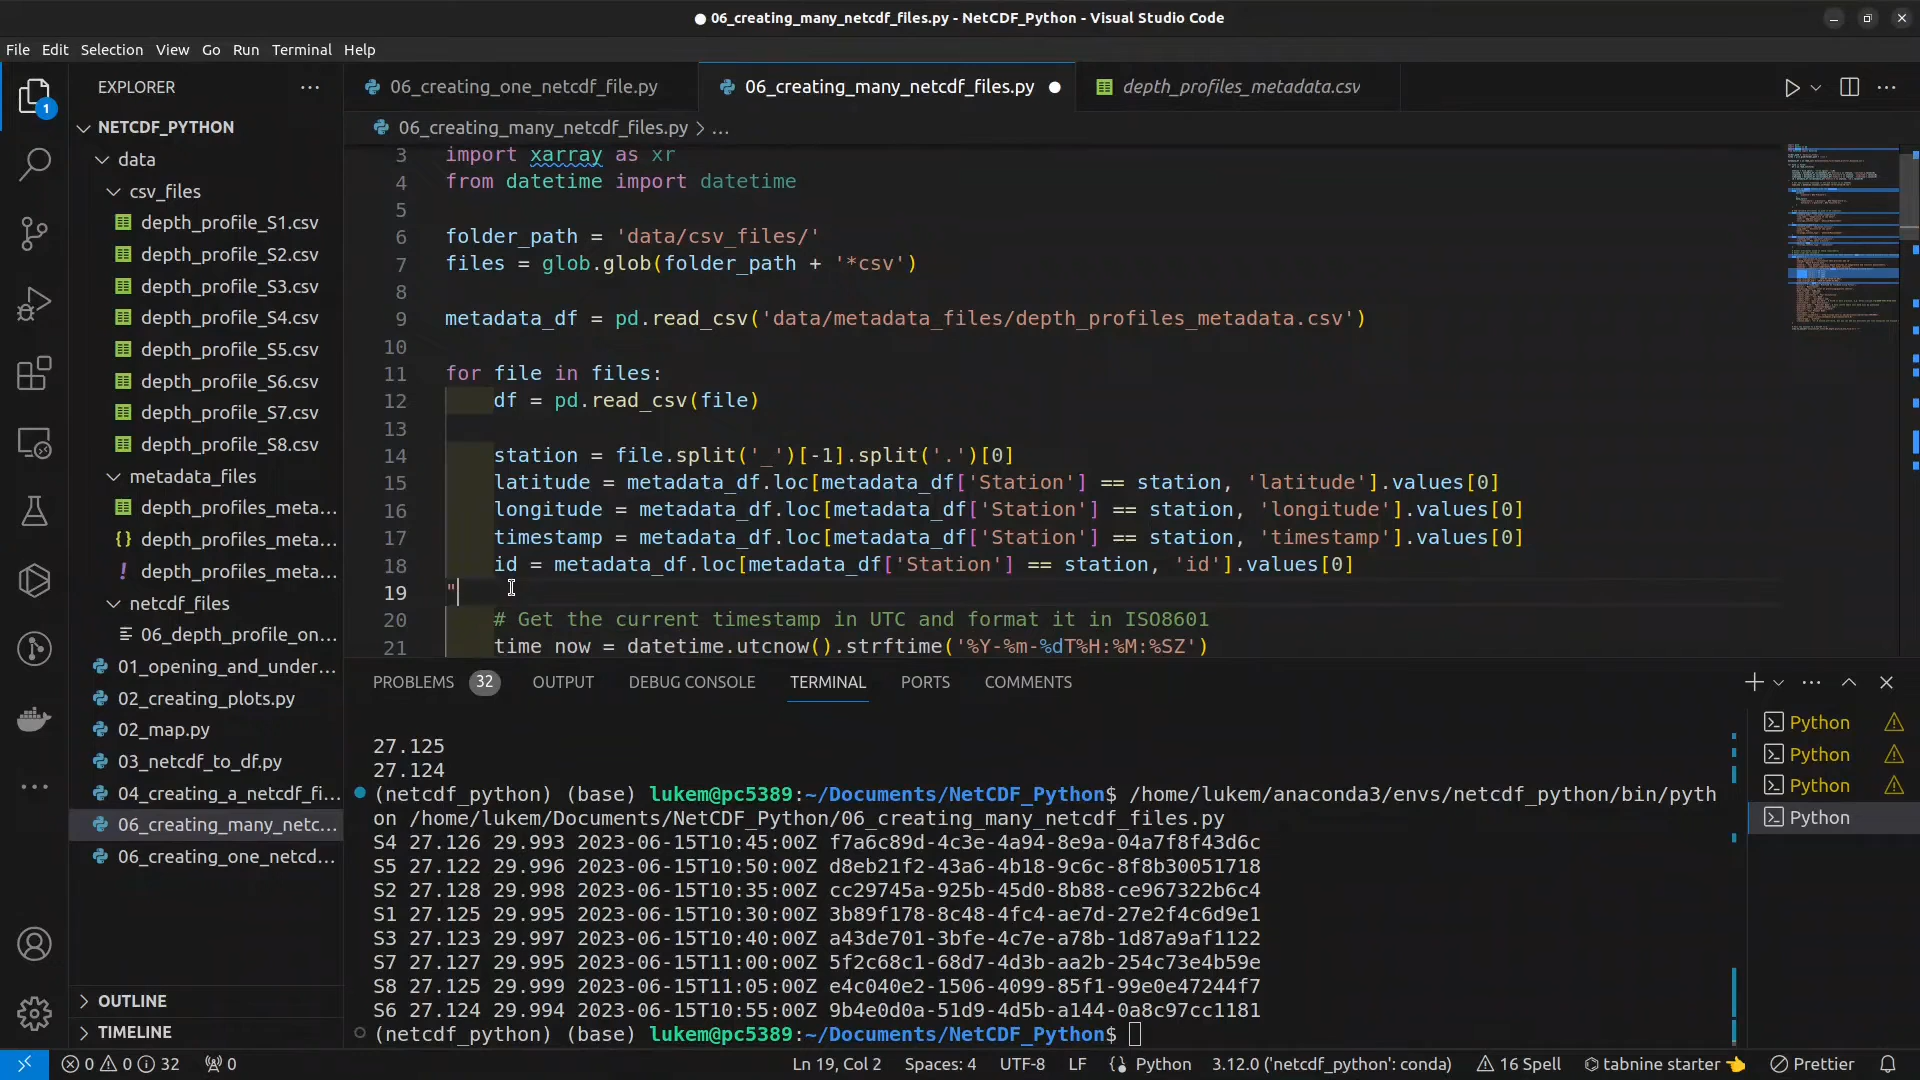 06_creating_many_netcdf_files.py - NetCDF_Python - Visual Studio Code
File Edit Selection View Go Run Terminal Help
EXPLORER
NETCDF_PYTHON
data
csv_files
depth_profile_S1.csv
depth_profile_S2.csv
depth_profile_S3.csv
depth_profile_S4.csv
depth_profile_S5.csv
depth_profile_S6.csv
depth_profile_S7.csv
depth_profile_S8.csv
metadata_files
depth_profiles_meta...
depth_profiles_meta...
depth_profiles_meta...
netcdf_files
06_depth_profile_on...
01_opening_and_under...
02_creating_plots.py
02_map.py
03_netcdf_to_df.py
04_creating_a_netcdf_fi...
06_creating_many_netc...
06_creating_one_netcd...
OUTLINE
TIMELINE
1
06_creating_one_netcdf_file.py 06_creating_many_netcdf_files.py depth_profiles_metadata.csv
06_creating_many_netcdf_files.py > ...
3 import xarray as xr
4 from datetime import datetime
5
6 folder_path = 'data/csv_files/'
7 files = glob.glob(folder_path + '*csv')
8
9 metadata_df = pd.read_csv('data/metadata_files/depth_profiles_metadata.csv')
10
11 for file in files:
12 df = pd.read_csv(file)
13
14 station = file.split('_')[-1].split('.')[0]
15 latitude = metadata_df.loc[metadata_df['Station'] == station, 'latitude'].values[0]
16 longitude = metadata_df.loc[metadata_df['Station'] == station, 'longitude'].values[0]
17 timestamp = metadata_df.loc[metadata_df['Station'] == station, 'timestamp'].values[0]
18 id = metadata_df.loc[metadata_df['Station'] == station, 'id'].values[0]
19 "
20 # Get the current timestamp in UTC and format it in ISO8601
21 time now = datetime.utcnow().strftime('%Y-%m-%dT%H:%M:%SZ')
PROBLEMS 32 OUTPUT DEBUG CONSOLE TERMINAL PORTS COMMENTS
27.125
27.124
(netcdf_python) (base) lukem@pc5389:~/Documents/NetCDF_Python$ /home/lukem/anaconda3/envs/netcdf_python/bin/pyth
on /home/lukem/Documents/NetCDF_Python/06_creating_many_netcdf_files.py
S4 27.126 29.993 2023-06-15T10:45:00Z f7a6c89d-4c3e-4a94-8e9a-04a7f8f43d6c
S5 27.122 29.996 2023-06-15T10:50:00Z d8eb21f2-43a6-4b18-9c6c-8f8b30051718
S2 27.128 29.998 2023-06-15T10:35:00Z cc29745a-925b-45d0-8b88-ce967322b6c4
S1 27.125 29.995 2023-06-15T10:30:00Z 3b89f178-8c48-4fc4-ae7d-27e2f4c6d9e1
S3 27.123 29.997 2023-06-15T10:40:00Z a43de701-3bfe-4c7e-a78b-1d87a9af1122
S7 27.127 29.995 2023-06-15T11:00:00Z 5f2c68c1-68d7-4d3b-aa2b-254c73e4b59e
S8 27.125 29.999 2023-06-15T11:05:00Z e4c040e2-1506-4099-85f1-99e0e47244f7
S6 27.124 29.994 2023-06-15T10:55:00Z 9b4e0d0a-51d9-4d5b-a144-0a8c97cc1181
(netcdf_python) (base) lukem@pc5389:~/Documents/NetCDF_Python$
Python
Python
Python
Python
0 0 32 0 Ln 19, Col 2 Spaces: 4 UTF-8 LF Python 3.12.0 ('netcdf_python': conda) 16 Spell tabnine starter Prettier